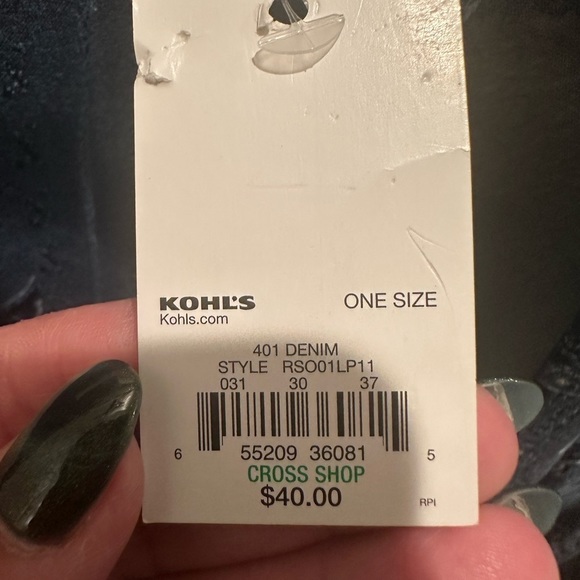 KOHL'S ONE SIZE
Kohls.com
401 DENIM
STYLE RSO01LP11
031 30 37
6 55209 36081 5
CROSS SHOP
$40.00
RPI